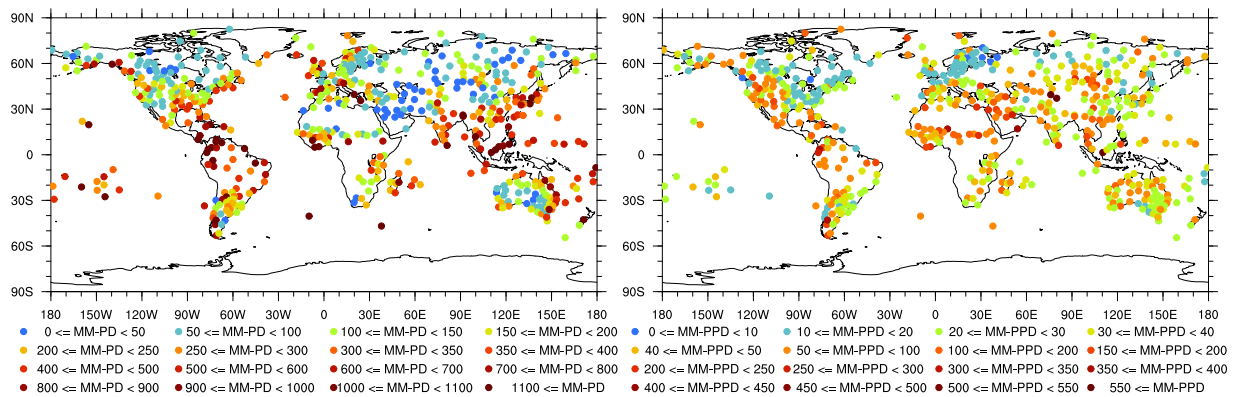 90N
60N
30N
0
30S
60S
90S
180 150W 120W 90W 60W 30W 0 30E 60E 90E 120E 150E 180
180 150W 120W 90W 60W 30W 0 30E 60E 90E 120E 150E 180
0 <= MM-PD < 50 50 <= MM-PD < 100 100 <= MM-PD < 150 150 <= MM-PD < 200
200 <= MM-PD < 250 250 <= MM-PD < 300 300 <= MM-PD < 350 350 <= MM-PD < 400
400 <= MM-PD < 500 500 <= MM-PD < 600 600 <= MM-PD < 700 700 <= MM-PD < 800
800 <= MM-PD < 900 900 <= MM-PD < 1000 1000 <= MM-PD < 1100 1100 <= MM-PD
0 <= MM-PPD < 10 10 <= MM-PPD < 20 20 <= MM-PPD < 30 30 <= MM-PPD < 40
40 <= MM-PPD < 50 50 <= MM-PPD < 100 100 <= MM-PPD < 200 150 <= MM-PPD < 200
200 <= MM-PPD < 250 250 <= MM-PPD < 300 300 <= MM-PPD < 350 350 <= MM-PPD < 400
400 <= MM-PPD < 450 450 <= MM-PPD < 500 500 <= MM-PPD < 550 550 <= MM-PPD